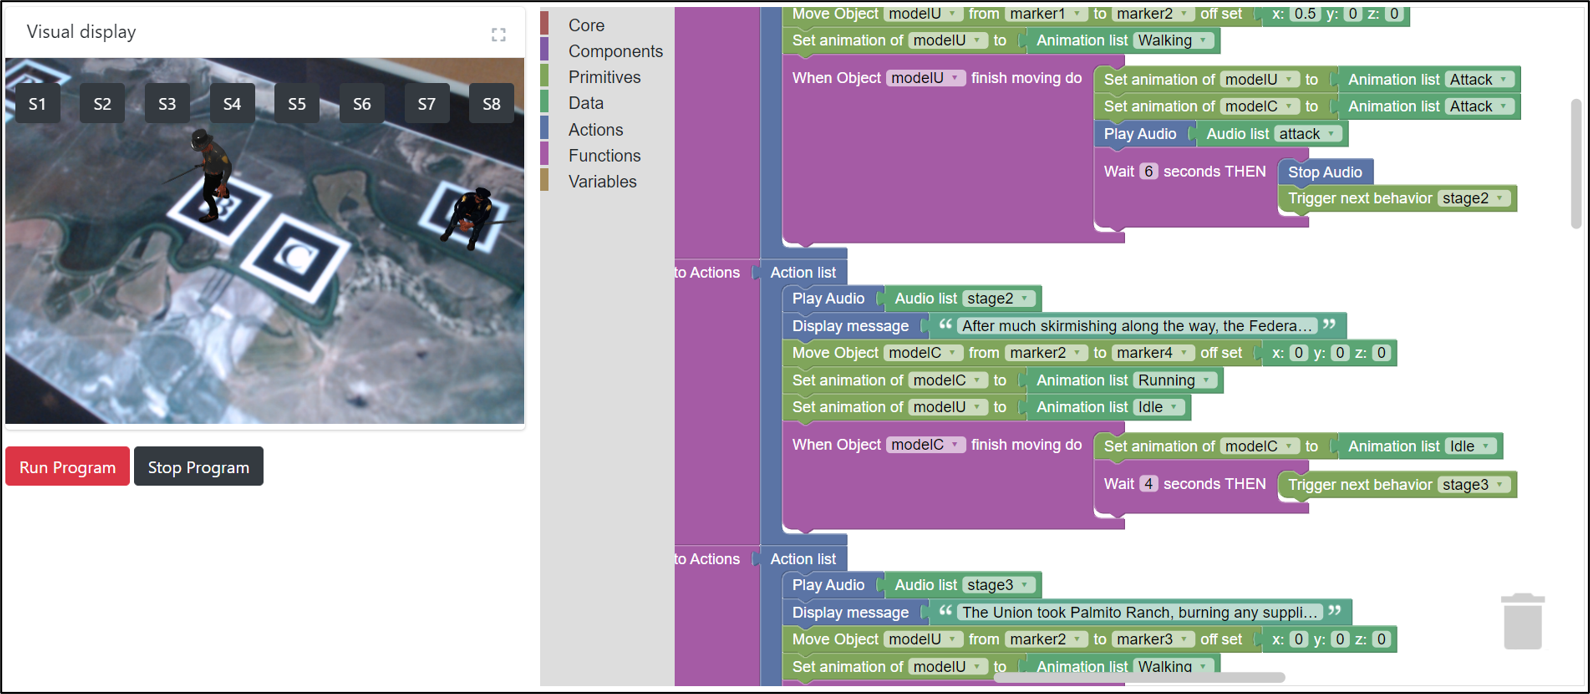 Visual display
S1 S2 S3 S4 S5 S6 S7 S8
B
C
Run Program Stop Program
Core
Components
Primitives
Data
Actions
Functions
Variables
Move Object modelU from marker1 to marker2 off set x: 0.5 y: 0 z: 0
Set animation of modelU to Animation list Walking
When Object modelU finish moving do
Set animation of modelU to Animation list Attack
Set animation of modelC to Animation list Attack
Play Audio Audio list attack
Wait 6 seconds THEN Stop Audio
Trigger next behavior stage2
to Actions Action list
Play Audio Audio list stage2
Display message “ After much skirmishing along the way, the Federa... ”
Move Object modelC from marker2 to marker4 off set x: 0 y: 0 z: 0
Set animation of modelC to Animation list Running
Set animation of modelU to Animation list Idle
When Object modelC finish moving do Set animation of modelC to Animation list Idle
Wait 4 seconds THEN Trigger next behavior stage3
to Actions Action list
Play Audio Audio list stage3
Display message “ The Union took Palmito Ranch, burning any suppli... ”
Move Object modelU from marker2 to marker3 off set x: 0 y: 0 z: 0
Set animation of modelU to Animation list Walking